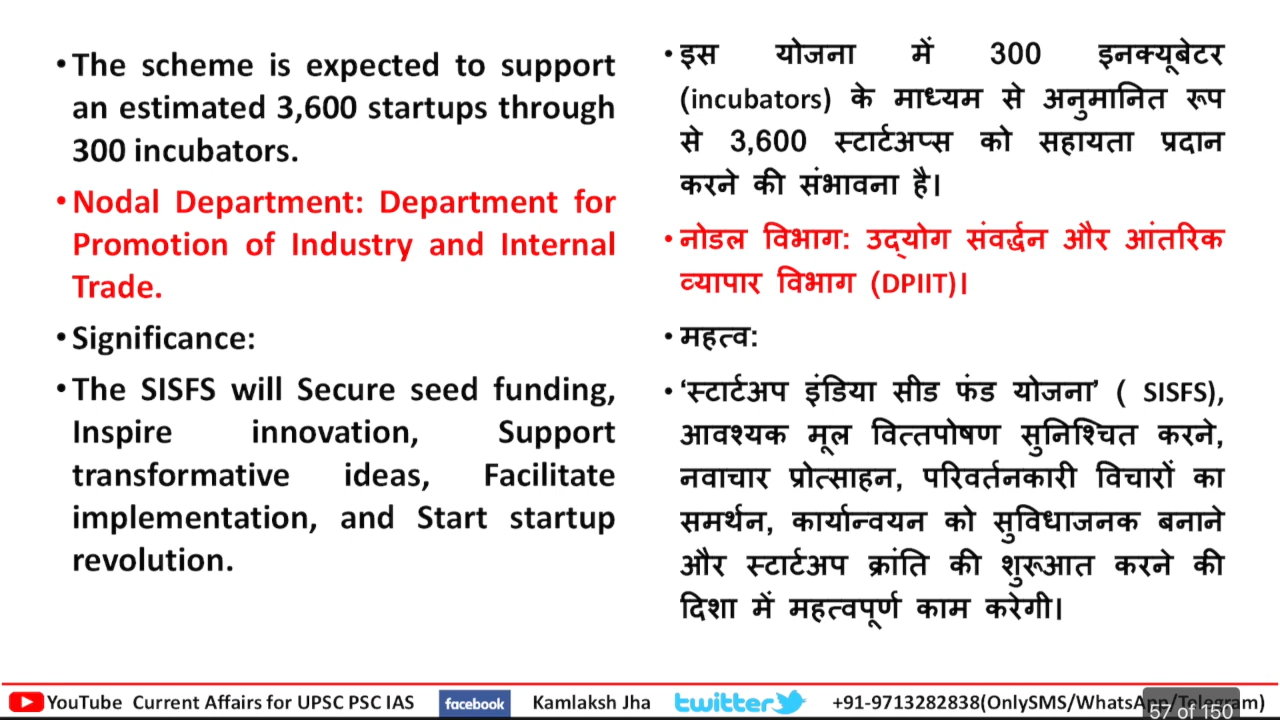 •The scheme is expected to support
an estimated 3,600 startups through
300 incubators.
•Nodal Department: Department for
Promotion of Industry and Internal
Trade.
•Significance:
•The SISFS will Secure seed funding,
Inspire innovation, Support
transformative ideas, Facilitate
implementation, and Start startup
revolution.
•इस योजना में 300 इनक्यूबेटर
(incubators) के माध्यम से अनुमानित रूप
से 3,600 स्टार्टअप्स को सहायता प्रदान
करने की संभावना है।
•नोडल विभाग: उद्योग संवर्द्धन और आंतरिक
व्यापार विभाग (DPIIT)।
•महत्व:
•‘स्टार्टअप इंडिया सीड फंड योजना’ ( SISFS),
आवश्यक मूल वित्तपोषण सुनिश्चित करने,
नवाचार प्रोत्साहन, परिवर्तनकारी विचारों का
समर्थन, कार्यान्वयन को सुविधाजनक बनाने
और स्टार्टअप क्रांति की शुरूआत करने की
दिशा में महत्वपूर्ण काम करेगी।
YouTube Current Affairs for UPSC PSC IAS facebook Kamlaksh Jha twitter +91-9713282838(OnlySMS/WhatsApp/Telegram)
57 of 150